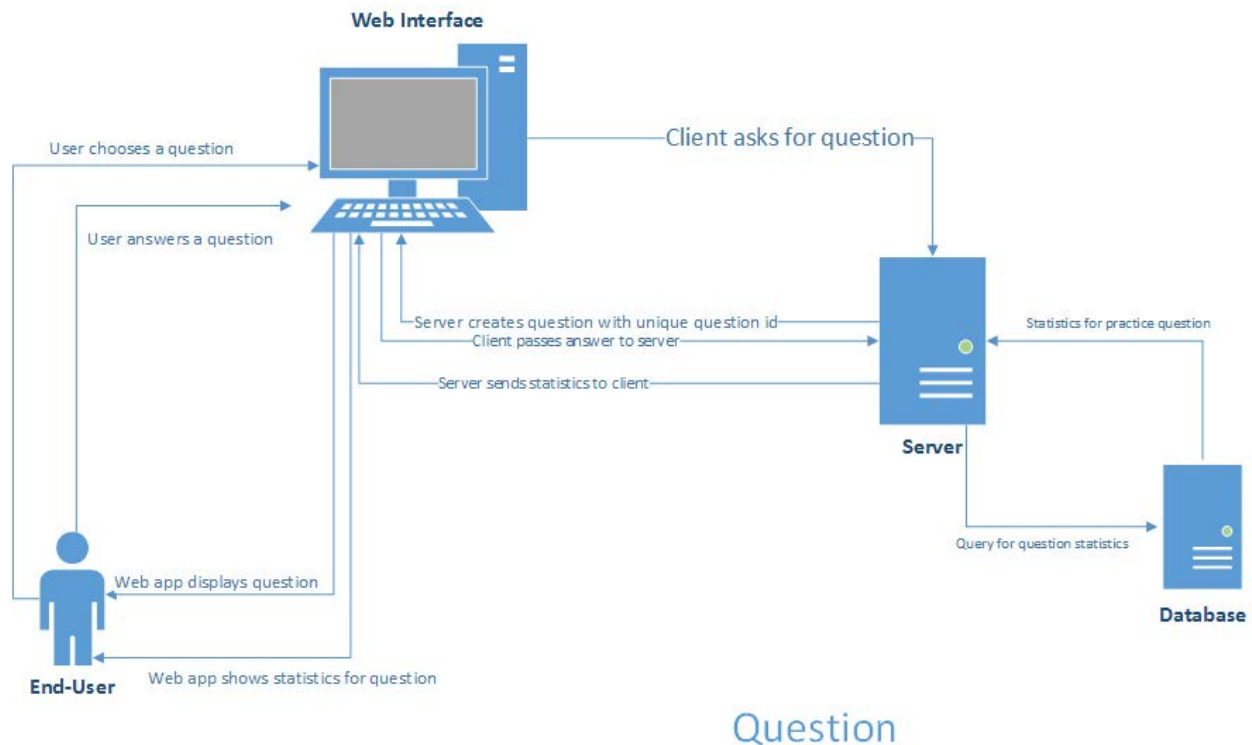 Web Interface
User chooses a question
Client asks for question
User answers a question
Server creates question with unique question id
Client passes answer to server
Statistics for practice question
Server sends statistics to client
Server
Query for question statistics
Web app displays question
Database
Web app shows statistics for question
End-User
Question